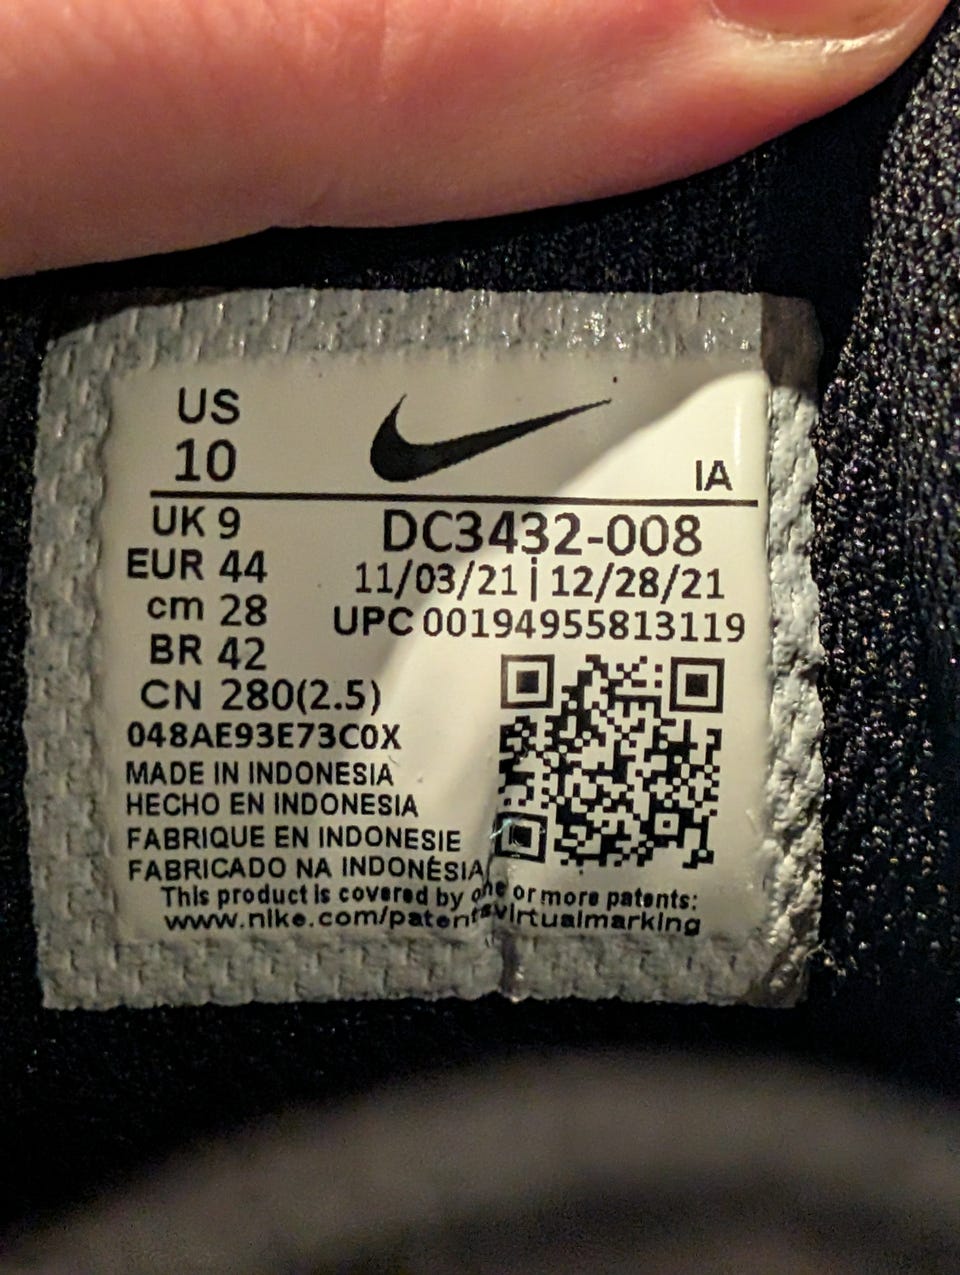 US
10
IA
UK 9
EUR 44
cm 28
BR 42
CN 280(2.5)
DC3432-008
11/03/21 | 12/28/21
UPC 00194955813119
048AE93E73C0X
MADE IN INDONESIA
HECHO EN INDONESIA
FABRIQUE EN INDONESIE
FABRICADO NA INDONÉSIA
This product is covered by one or more patents:
www.nike.com/patentsvirtualmarking